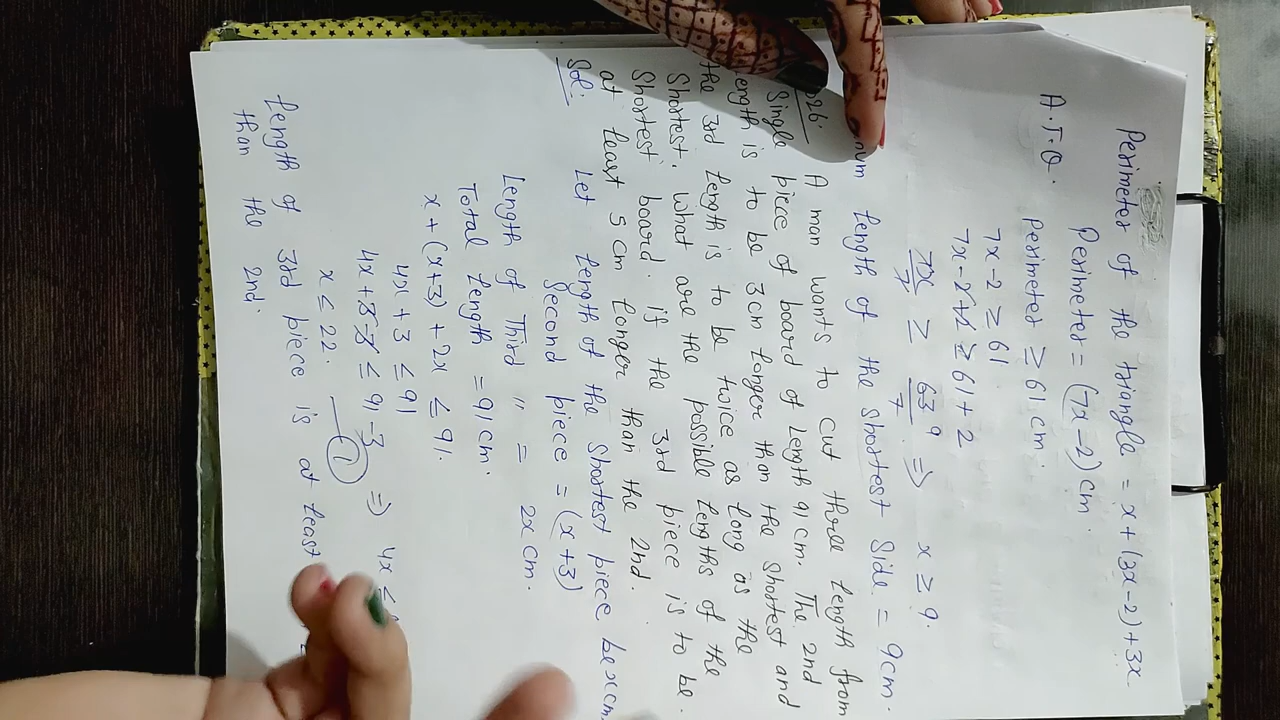 Perimeter of the triangle = x+(3x-2)+3x
Perimeter = (7x-2) cm.
A.T.Q. Perimeter ≥ 61 cm.
7x-2 ≥ 61
7x-2+2 ≥ 61+2
7x/7 ≥ 63/7 9 ⇒ x ≥ 9.
length of the shortest side = 9cm.
A man wants to cut three length from
Single piece of board of length 91 cm. The 2nd
length is to be 3cm longer than the shortest and
the 3rd length is to be twice as long as the
Shortest. What are the possible lengths of the
Shortest board. if the 3rd piece is to be.
at least 5 cm longer than the 2nd.
Sol. Let length of the shortest piece be x cm
Second piece = (x+3)
Length of Third " = 2x cm.
Total length = 91 cm.
x+(x+3)+2x ≤ 91.
4x+3 ≤ 91
4x+3-3 ≤ 91-3 ⇒ 4x ≤
x ≤ 22. — 1
length of 3rd piece is at least
than the 2nd.